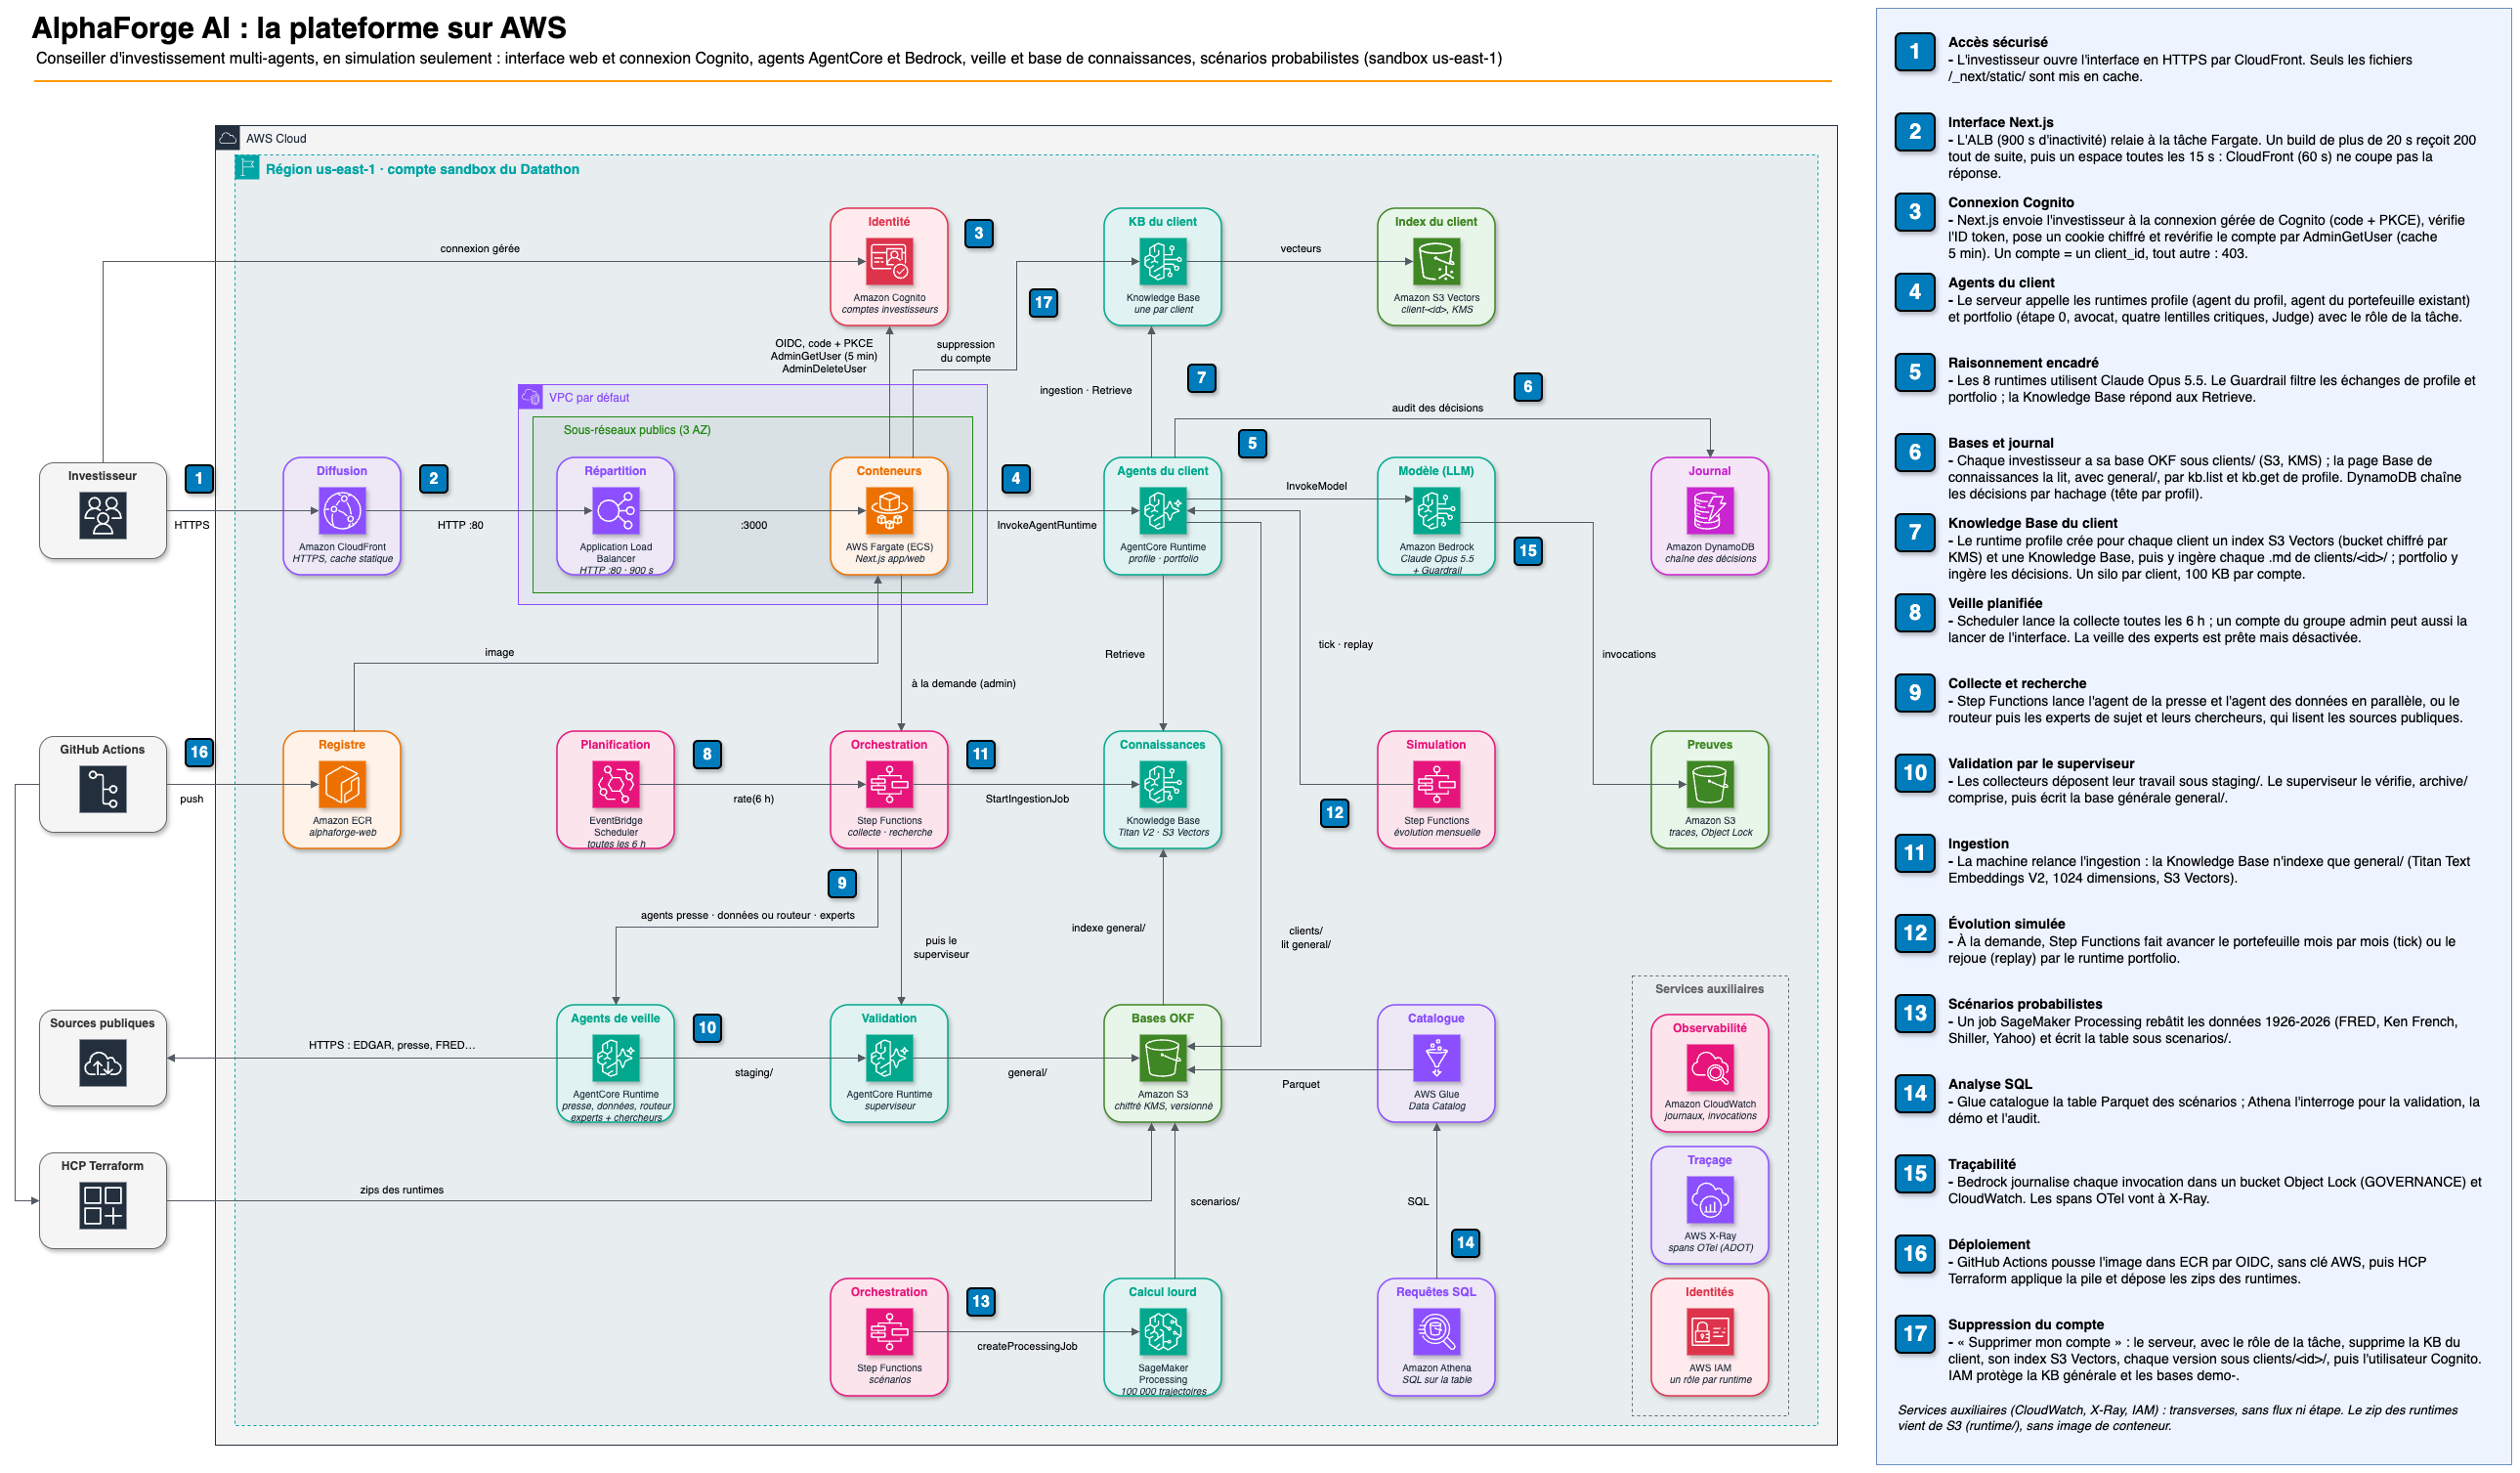 AlphaForge AI : la plateforme sur AWS
Conseiller d'investissement multi-agents, en simulation seulement : interface web et connexion Cognito, agents AgentCore et Bedrock, veille et base de connaissances, scénarios probabilistes (sandbox us-east-1)
AWS Cloud
Région us-east-1 · compte sandbox du Datathon
Identité
Amazon Cognito
comptes investisseurs
3
connexion gérée
KB du client
Knowledge Base
une par client
vecteurs
Index du client
Amazon S3 Vectors
client-<id>, KMS
17
OIDC, code + PKCE
AdminGetUser (5 min)
AdminDeleteUser
suppression
du compte
ingestion · Retrieve
7
6
audit des décisions
VPC par défaut
Sous-réseaux publics (3 AZ)
5
Investisseur
1
HTTPS
Diffusion
Amazon CloudFront
HTTPS, cache statique
2
HTTP :80
Répartition
Application Load
Balancer
HTTP :80 · 900 s
:3000
Conteneurs
AWS Fargate (ECS)
Next.js app/web
4
InvokeAgentRuntime
Agents du client
AgentCore Runtime
profile · portfolio
InvokeModel
Modèle (LLM)
Amazon Bedrock
Claude Opus 5.5
+ Guardrail
15
Journal
Amazon DynamoDB
chaîne des décisions
image
à la demande (admin)
Retrieve
tick · replay
invocations
GitHub Actions
16
push
Registre
Amazon ECR
alphaforge-web
Planification
EventBridge
Scheduler
toutes les 6 h
8
rate(6 h)
Orchestration
Step Functions
collecte · recherche
11
StartIngestionJob
Connaissances
Knowledge Base
Titan V2 · S3 Vectors
12
Simulation
Step Functions
évolution mensuelle
Preuves
Amazon S3
traces, Object Lock
9
agents presse · données ou routeur · experts
puis le
superviseur
indexe general/
clients/
lit general/
Sources publiques
HTTPS : EDGAR, presse, FRED…
Agents de veille
AgentCore Runtime
presse, données, routeur
experts + chercheurs
10
staging/
Validation
AgentCore Runtime
superviseur
general/
Bases OKF
Amazon S3
chiffré KMS, versionné
Parquet
Catalogue
AWS Glue
Data Catalog
Services auxiliaires
Observabilité
Amazon CloudWatch
journaux, invocations
HCP Terraform
zips des runtimes
scenarios/
SQL
14
Traçage
AWS X-Ray
spans OTel (ADOT)
Orchestration
Step Functions
scénarios
13
createProcessingJob
Calcul lourd
SageMaker
Processing
100 000 trajectoires
Requêtes SQL
Amazon Athena
SQL sur la table
Identités
AWS IAM
un rôle par runtime
1
Accès sécurisé
- L'investisseur ouvre l'interface en HTTPS par CloudFront. Seuls les fichiers
/_next/static/ sont mis en cache.
2
Interface Next.js
- L'ALB (900 s d'inactivité) relaie à la tâche Fargate. Un build de plus de 20 s reçoit 200
tout de suite, puis un espace toutes les 15 s : CloudFront (60 s) ne coupe pas la
réponse.
3
Connexion Cognito
- Next.js envoie l'investisseur à la connexion gérée de Cognito (code + PKCE), vérifie
l'ID token, pose un cookie chiffré et revérifie le compte par AdminGetUser (cache
5 min). Un compte = un client_id, tout autre : 403.
4
Agents du client
- Le serveur appelle les runtimes profile (agent du profil, agent du portefeuille existant)
et portfolio (étape 0, avocat, quatre lentilles critiques, Judge) avec le rôle de la tâche.
5
Raisonnement encadré
- Les 8 runtimes utilisent Claude Opus 5.5. Le Guardrail filtre les échanges de profile et
portfolio ; la Knowledge Base répond aux Retrieve.
6
Bases et journal
- Chaque investisseur a sa base OKF sous clients/ (S3, KMS) ; la page Base de
connaissances la lit, avec general/, par kb.list et kb.get de profile. DynamoDB chaîne
les décisions par hachage (tête par profil).
7
Knowledge Base du client
- Le runtime profile crée pour chaque client un index S3 Vectors (bucket chiffré par
KMS) et une Knowledge Base, puis y ingère chaque .md de clients/<id>/ ; portfolio y
ingère les décisions. Un silo par client, 100 KB par compte.
8
Veille planifiée
- Scheduler lance la collecte toutes les 6 h ; un compte du groupe admin peut aussi la
lancer de l'interface. La veille des experts est prête mais désactivée.
9
Collecte et recherche
- Step Functions lance l'agent de la presse et l'agent des données en parallèle, ou le
routeur puis les experts de sujet et leurs chercheurs, qui lisent les sources publiques.
10
Validation par le superviseur
- Les collecteurs déposent leur travail sous staging/. Le superviseur le vérifie, archive/
comprise, puis écrit la base générale general/.
11
Ingestion
- La machine relance l'ingestion : la Knowledge Base n'indexe que general/ (Titan Text
Embeddings V2, 1024 dimensions, S3 Vectors).
12
Évolution simulée
- À la demande, Step Functions fait avancer le portefeuille mois par mois (tick) ou le
rejoue (replay) par le runtime portfolio.
13
Scénarios probabilistes
- Un job SageMaker Processing rebâtit les données 1926-2026 (FRED, Ken French,
Shiller, Yahoo) et écrit la table sous scenarios/.
14
Analyse SQL
- Glue catalogue la table Parquet des scénarios ; Athena l'interroge pour la validation, la
démo et l'audit.
15
Traçabilité
- Bedrock journalise chaque invocation dans un bucket Object Lock (GOVERNANCE) et
CloudWatch. Les spans OTel vont à X-Ray.
16
Déploiement
- GitHub Actions pousse l'image dans ECR par OIDC, sans clé AWS, puis HCP
Terraform applique la pile et dépose les zips des runtimes.
17
Suppression du compte
- « Supprimer mon compte » : le serveur, avec le rôle de la tâche, supprime la KB du
client, son index S3 Vectors, chaque version sous clients/<id>/, puis l'utilisateur Cognito.
IAM protège la KB générale et les bases demo-.
Services auxiliaires (CloudWatch, X-Ray, IAM) : transverses, sans flux ni étape. Le zip des runtimes
vient de S3 (runtime/), sans image de conteneur.